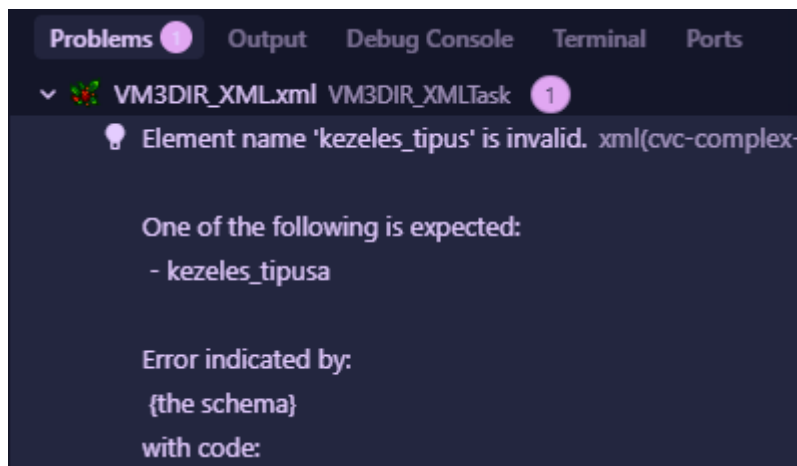 Problems 1 Output Debug Console Terminal Ports
VM3DIR_XML.xml VM3DIR_XMLTask 1
Element name 'kezeles_tipus' is invalid. xml(cvc-complex-
One of the following is expected:
- kezeles_tipusa
Error indicated by:
{the schema}
with code: